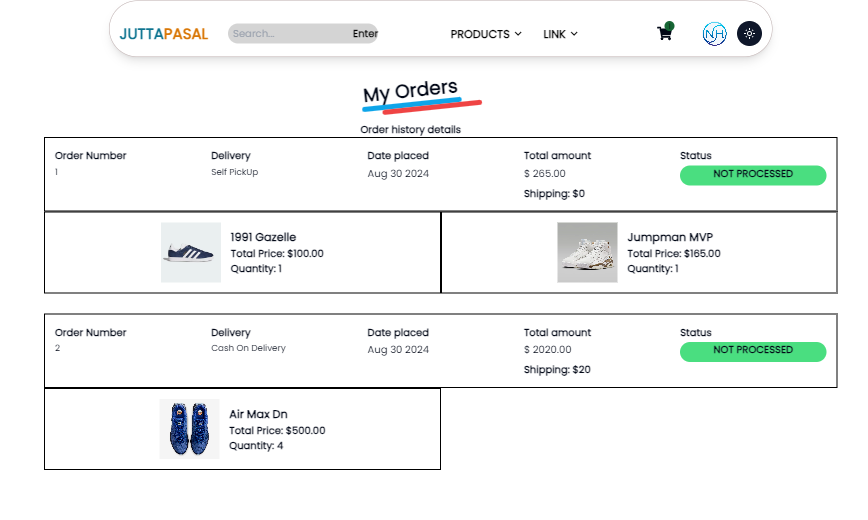 JUTTAPASAL Search... Enter PRODUCTS LINK NH
My Orders
Order history details
Order Number Delivery Date placed Total amount Status
1 Self PickUp Aug 30 2024 $ 265.00 NOT PROCESSED
Shipping: $0
1991 Gazelle
Total Price: $100.00
Quantity: 1
Jumpman MVP
Total Price: $165.00
Quantity: 1
Order Number Delivery Date placed Total amount Status
2 Cash On Delivery Aug 30 2024 $ 2020.00 NOT PROCESSED
Shipping: $20
Air Max Dn
Total Price: $500.00
Quantity: 4